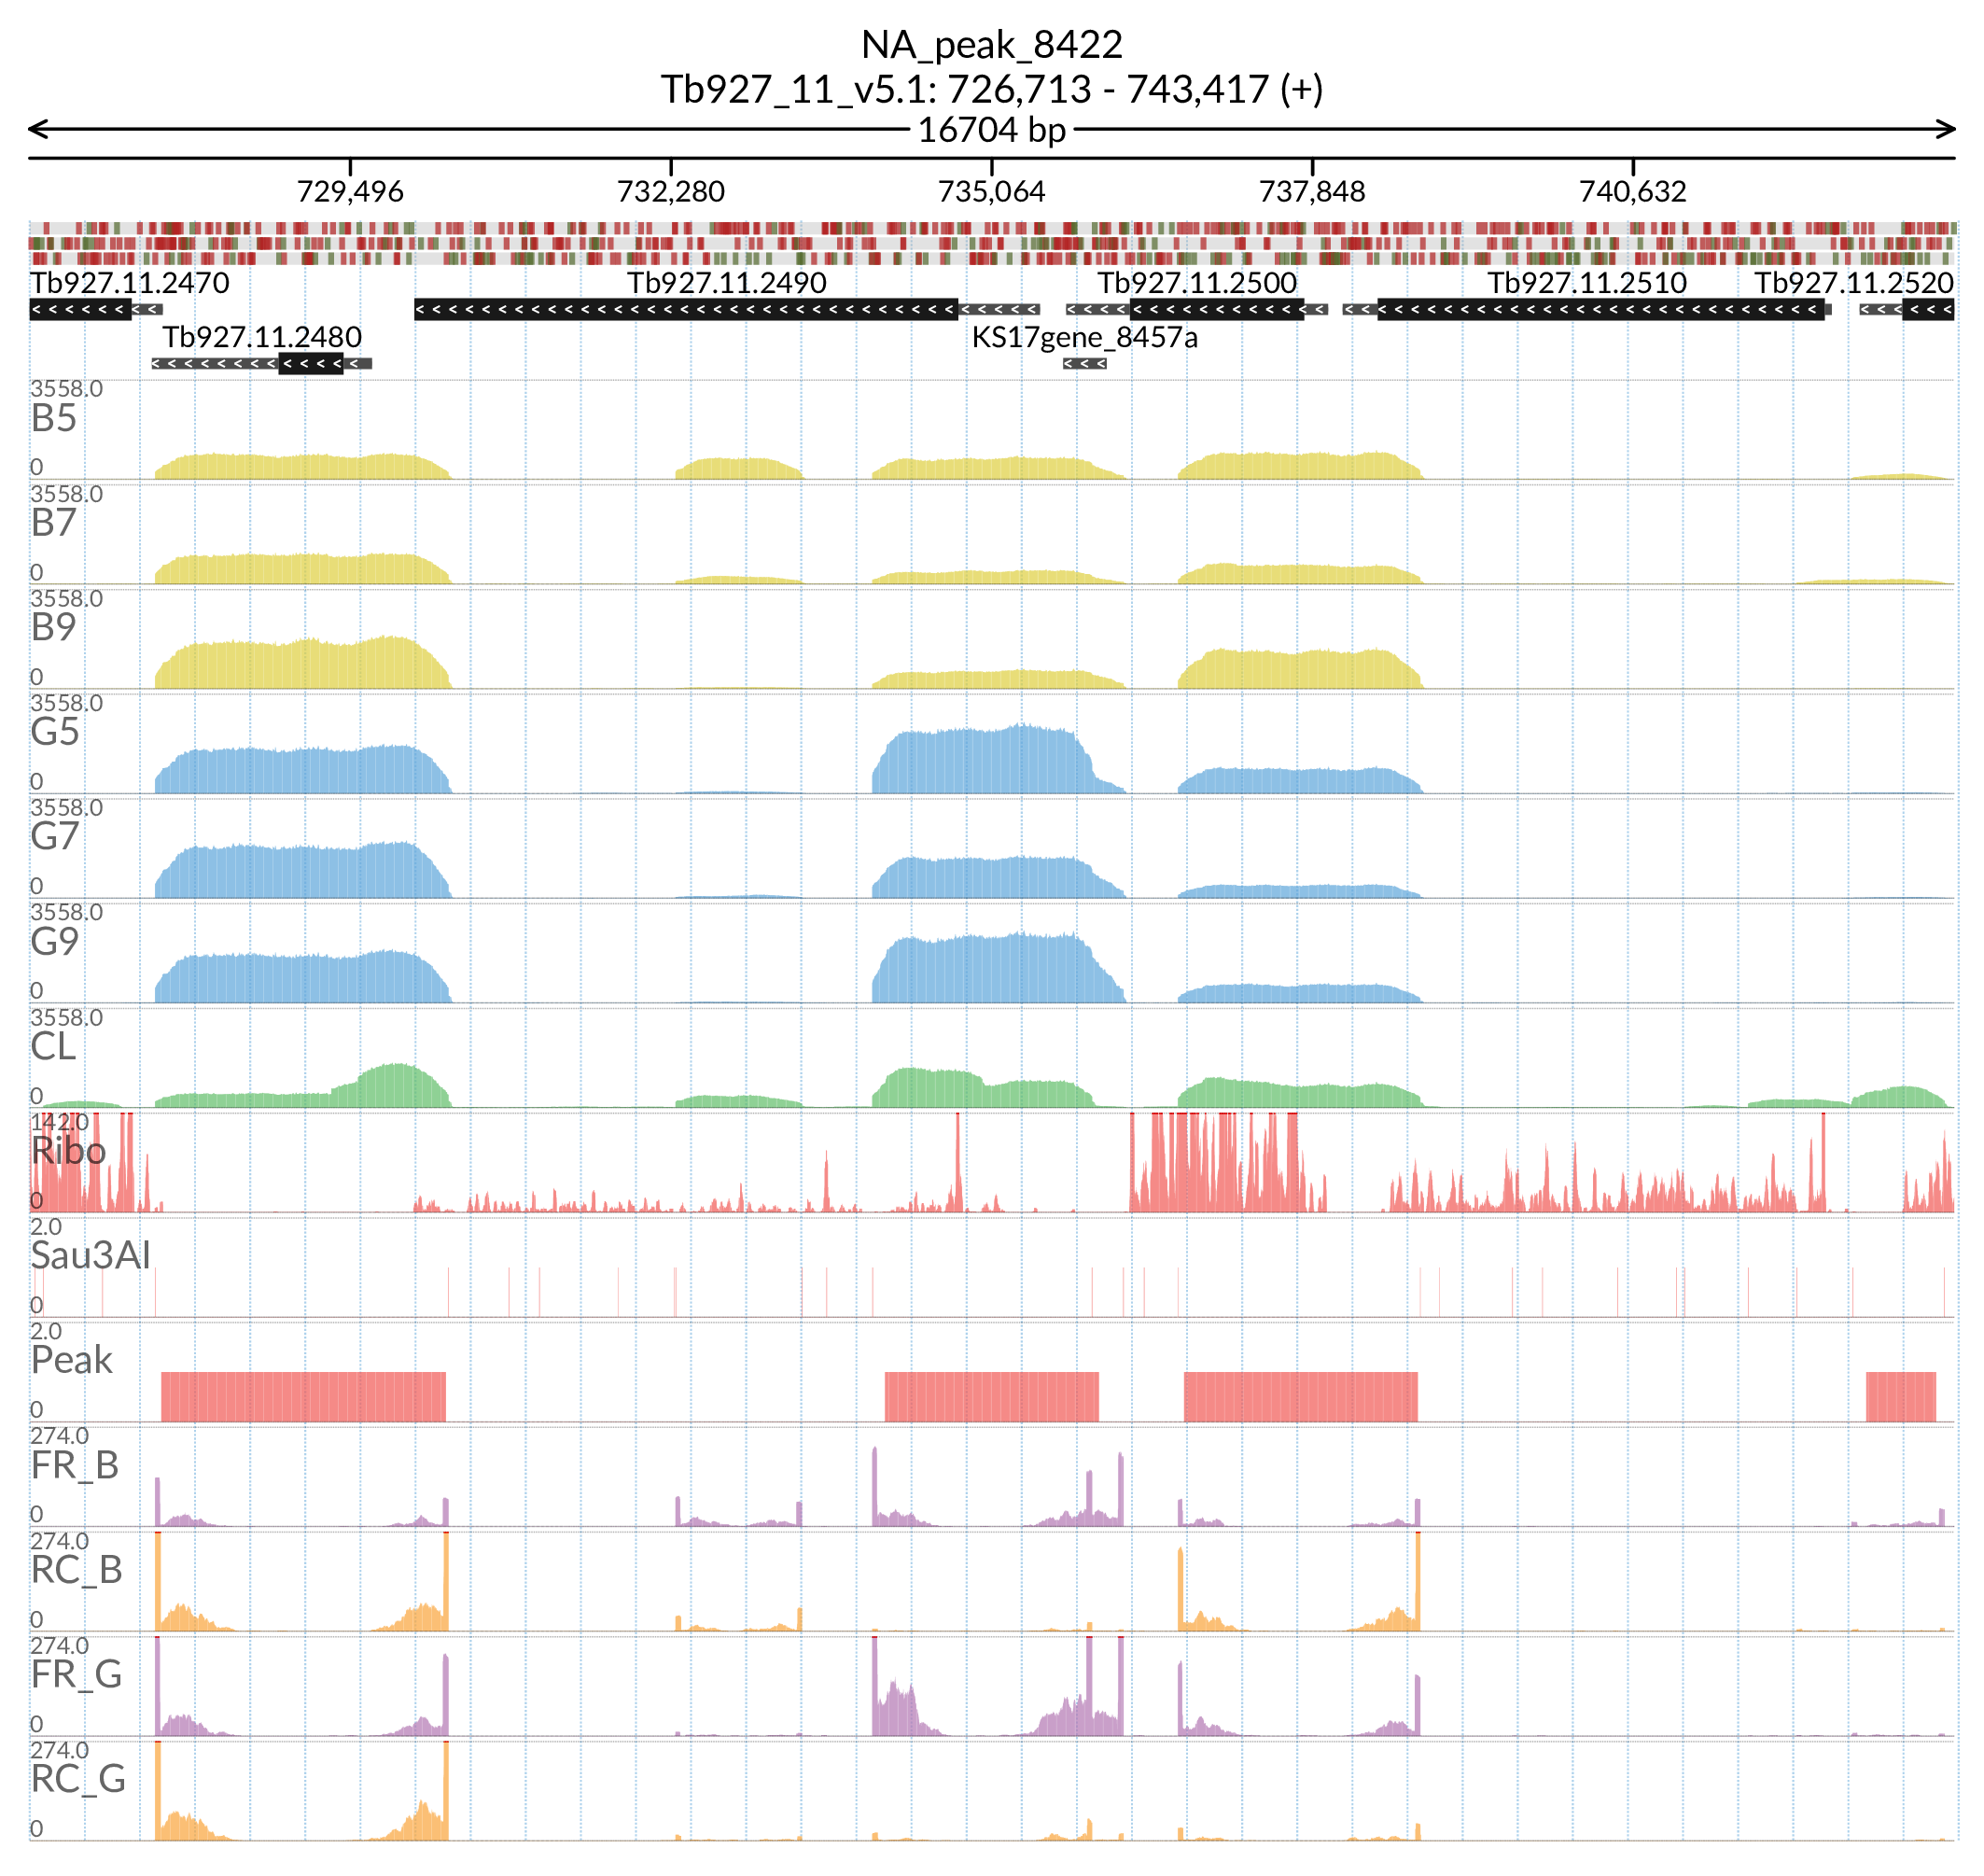 NA_peak_8422
Tb927_11_v5.1: 726,713 - 743,417 (+)
16704 bp
729,496 732,280 735,064 737,848 740,632
Tb927.11.2470 Tb927.11.2490 Tb927.11.2500 Tb927.11.2510 Tb927.11.2520
Tb927.11.2480 KS17gene_8457a
3558.0
B5
0
3558.0
B7
0
3558.0
B9
0
3558.0
G5
0
3558.0
G7
0
3558.0
G9
0
3558.0
CL
0
142.0
Ribo
0
2.0
Sau3AI
0
2.0
Peak
0
274.0
FR_B
0
274.0
RC_B
0
274.0
FR_G
0
274.0
RC_G
0